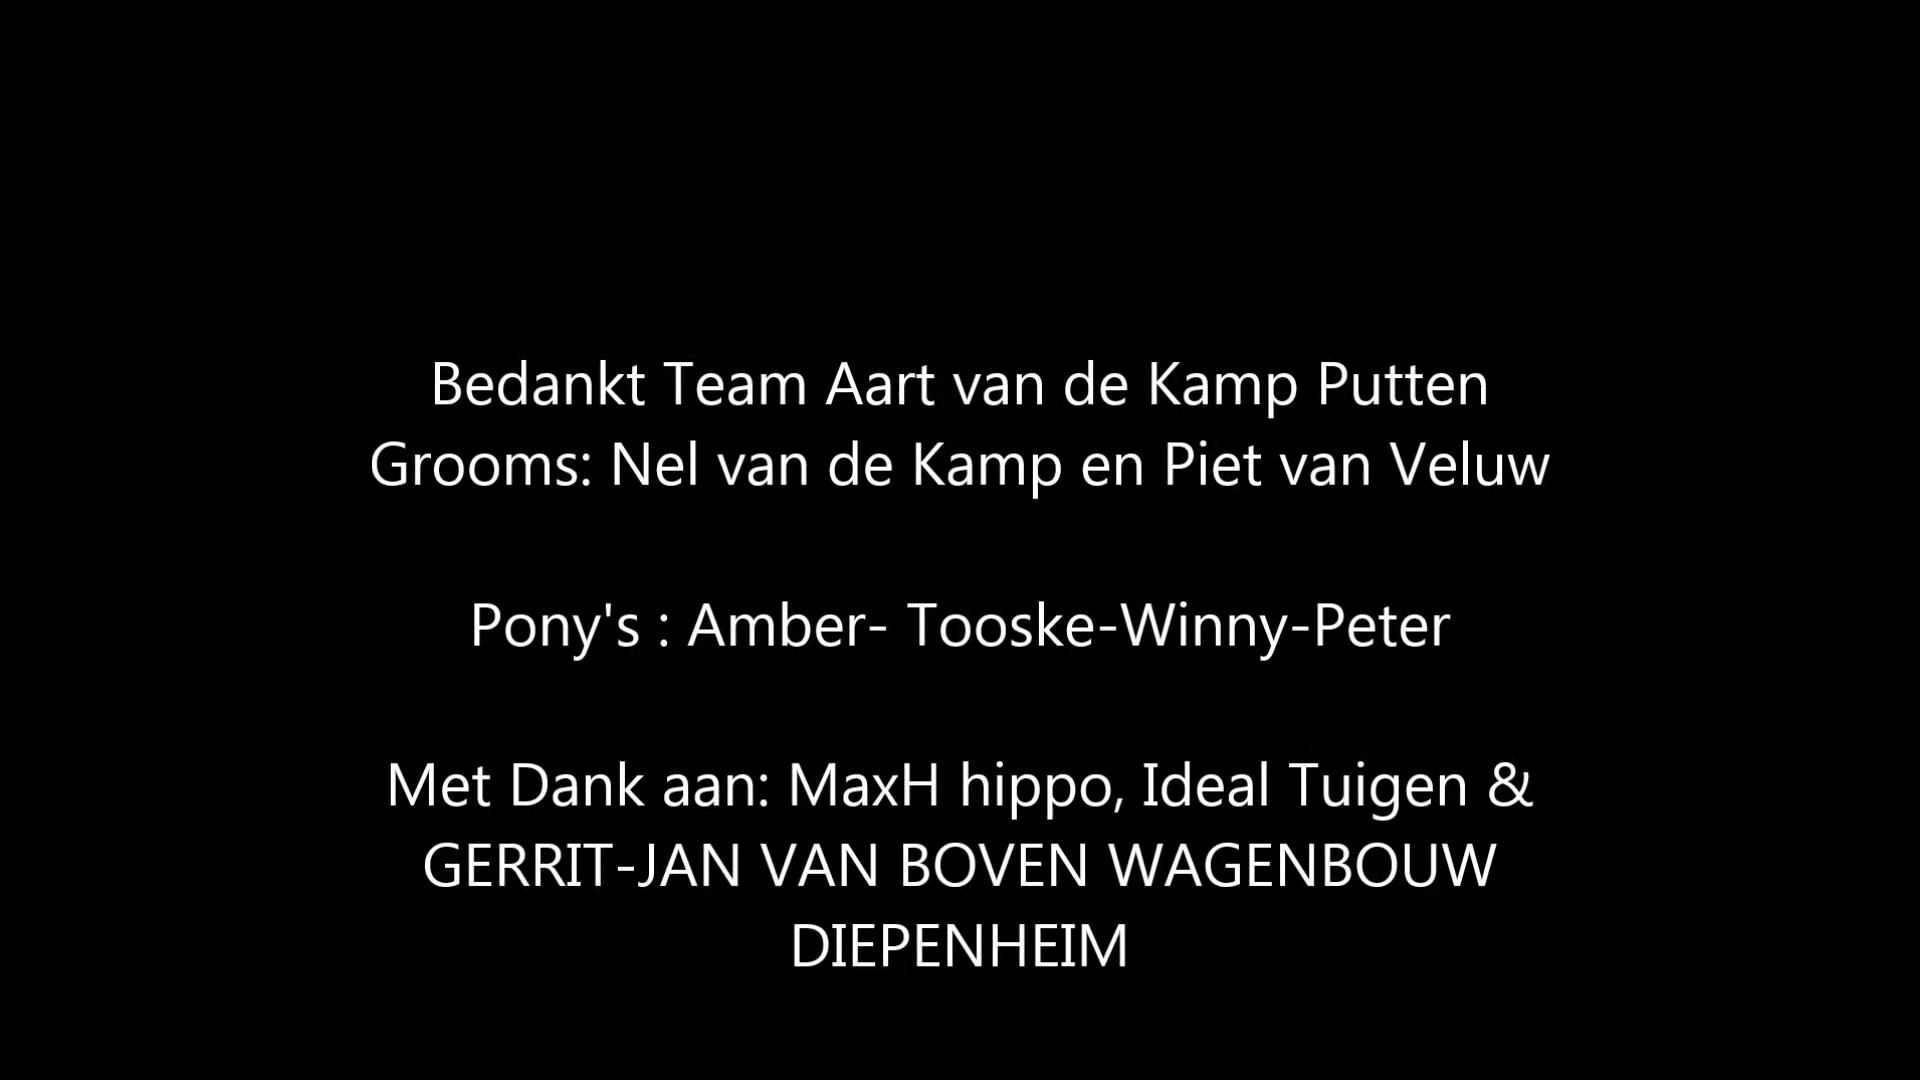 Bedankt Team Aart van de Kamp Putten
Grooms: Nel van de Kamp en Piet van Veluw
Pony's : Amber- Tooske-Winny-Peter
Met Dank aan: MaxH hippo, Ideal Tuigen &
GERRIT-JAN VAN BOVEN WAGENBOUW
DIEPENHEIM